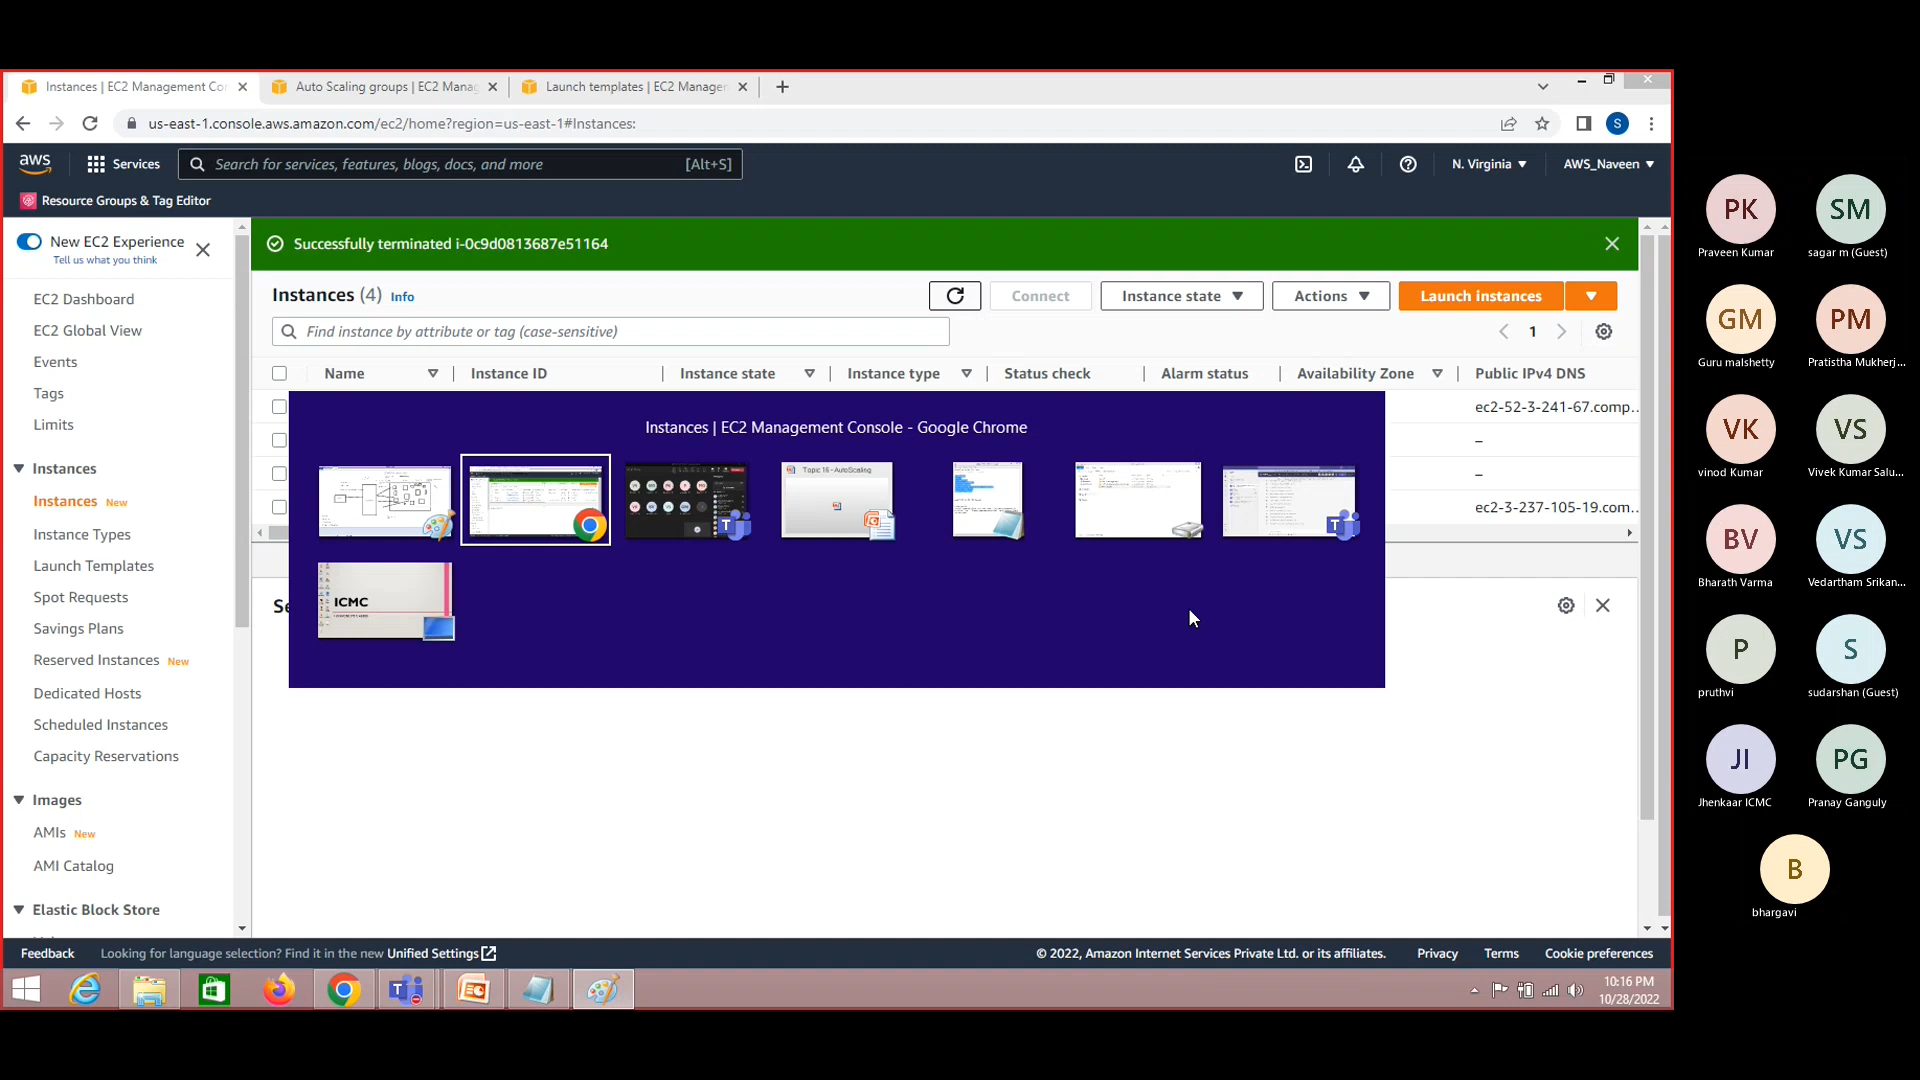 Instances | EC2 Management Con
Auto Scaling groups | EC2 Manag
Launch templates | EC2 Manager
us-east-1.console.aws.amazon.com/ec2/home?region=us-east-1#Instances:
S
aws
Services
Search for services, features, blogs, docs, and more
[Alt+S]
N. Virginia
AWS_Naveen
Resource Groups & Tag Editor
New EC2 Experience
Tell us what you think
EC2 Dashboard
EC2 Global View
Events
Tags
Limits
Instances
Instances New
Instance Types
Launch Templates
Spot Requests
Savings Plans
Reserved Instances New
Dedicated Hosts
Scheduled Instances
Capacity Reservations
Images
AMIs New
AMI Catalog
Elastic Block Store
Successfully terminated i-0c9d0813687e51164
Instances (4) Info
Connect
Instance state
Actions
Launch instances
Find instance by attribute or tag (case-sensitive)
1
Name
Instance ID
Instance state
Instance type
Status check
Alarm status
Availability Zone
Public IPv4 DNS
ec2-52-3-241-67.comp...
–
–
ec2-3-237-105-19.com...
Instances | EC2 Management Console - Google Chrome
Topic 16 - AutoScaling
ICMC
Se
Feedback
Looking for language selection? Find it in the new Unified Settings
© 2022, Amazon Internet Services Private Ltd. or its affiliates.
Privacy
Terms
Cookie preferences
10:16 PM
10/28/2022
PK
Praveen Kumar
SM
sagar m (Guest)
GM
Guru malshetty
PM
Pratistha Mukherj...
VK
vinod Kumar
VS
Vivek Kumar Salu...
BV
Bharath Varma
VS
Vedartham Srikan...
P
pruthvi
S
sudarshan (Guest)
JI
Jhenkaar ICMC
PG
Pranay Ganguly
B
bhargavi